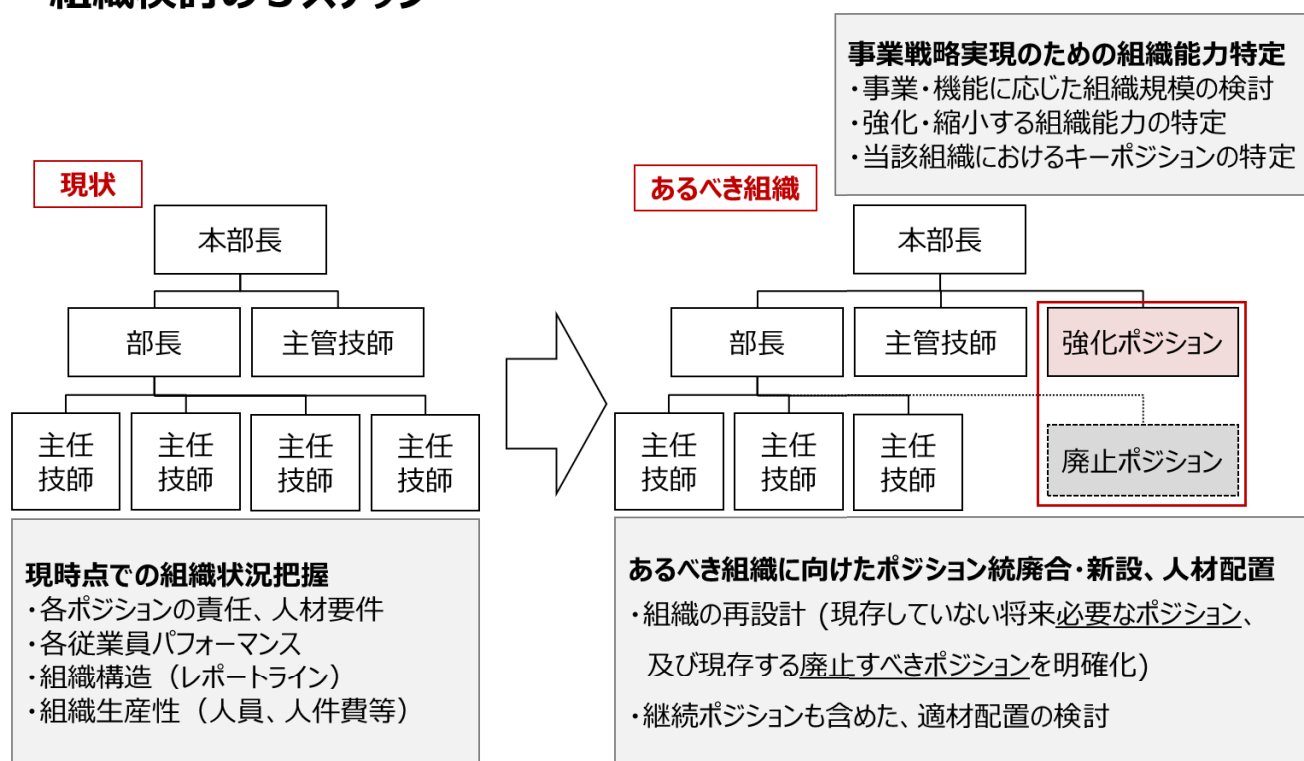 組織検討の3ステップ
事業戦略実現のための組織能力特定
・事業・機能に応じた組織規模の検討
・強化・縮小する組織能力の特定
・当該組織におけるキーポジションの特定
現状
本部長
部長
主管技師
主任
技師
主任
技師
主任
技師
主任
技師
現時点での組織状況把握
・各ポジションの責任、人材要件
・各従業員パフォーマンス
・組織構造（レポートライン）
・組織生産性（人員、人件費等）
あるべき組織
本部長
部長
主管技師
強化ポジション
主任
技師
主任
技師
主任
技師
廃止ポジション
あるべき組織に向けたポジション統廃合・新設、人材配置
・組織の再設計 (現存していない将来必要なポジション、
及び現存する廃止すべきポジションを明確化)
・継続ポジションも含めた、適材配置の検討